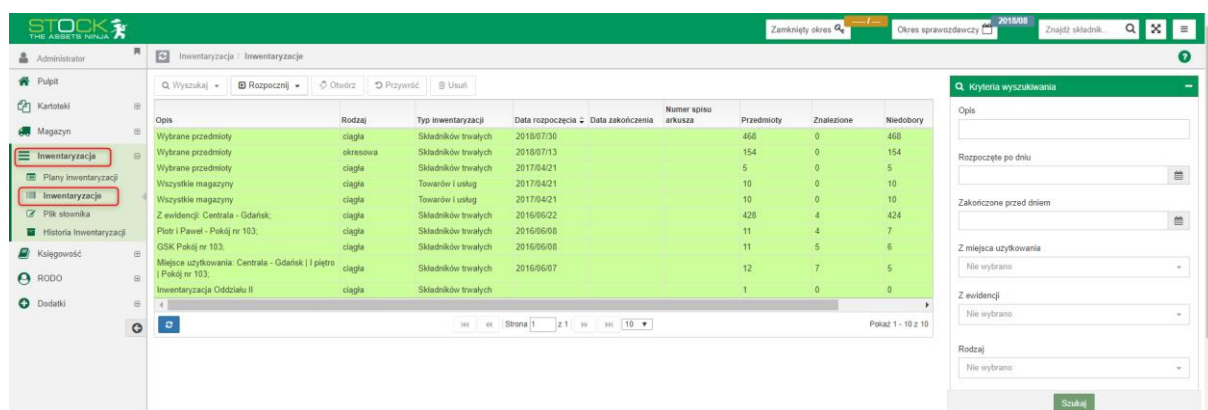 STOCK
THE ASSETS NINJA
Zamknięty okres
-----/---
Okres sprawozdawczy
2018/08
Znajdź składnik...
Administrator
Inwentaryzacja / Inwentaryzacje
Pulpit
Kartoteki
Magazyn
Inwentaryzacja
Plany inwentaryzacji
Inwentaryzacje
Plik słownika
Historia Inwentaryzacji
Księgowość
RODO
Dodatki
Wyszukaj Rozpocznij Otwórz Przywróć Usuń
Opis Rodzaj Typ inwentaryzacji Data rozpoczęcia Data zakończenia Numer spisu arkusza Przedmioty Znalezione Niedobory
Wybrane przedmioty ciągła Składników trwałych 2018/07/30 468 0 468
Wybrane przedmioty okresowa Składników trwałych 2018/07/13 154 0 154
Wybrane przedmioty ciągła Składników trwałych 2017/04/21 5 0 5
Wszystkie magazyny ciągła Towarów i usług 2017/04/21 10 0 10
Wszystkie magazyny ciągła Towarów i usług 2017/04/21 10 0 10
Z ewidencji: Centrala - Gdańsk; ciągła Składników trwałych 2016/06/22 428 4 424
Piotr i Paweł - Pokój nr 103; ciągła Składników trwałych 2016/06/08 11 4 7
GSK Pokój nr 103; ciągła Składników trwałych 2016/06/08 11 5 6
Miejsce uzytkowania: Centrala - Gdańsk | I piętro
| Pokój nr 103; ciągła Składników trwałych 2016/06/07 12 7 5
Inwentaryzacja Oddziału II ciągła Składników trwałych 1 0 0
Strona 1 z 1 10 Pokaż 1 - 10 z 10
Kryteria wyszukiwania
Opis
Rozpoczęte po dniu
Zakończone przed dniem
Z miejsca użytkowania
Nie wybrano
Z ewidencji
Nie wybrano
Rodzaj
Nie wybrano
Szukaj